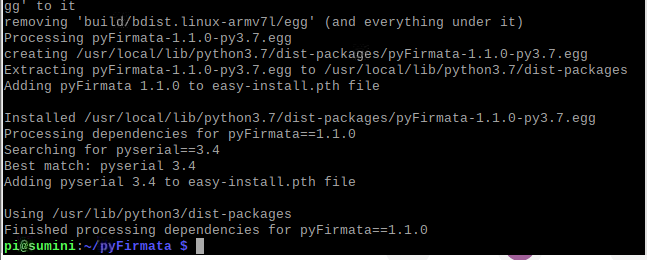 gg' to it
removing 'build/bdist.linux-armv7l/egg' (and everything under it)
Processing pyFirmata-1.1.0-py3.7.egg
creating /usr/local/lib/python3.7/dist-packages/pyFirmata-1.1.0-py3.7.egg
Extracting pyFirmata-1.1.0-py3.7.egg to /usr/local/lib/python3.7/dist-packages
Adding pyFirmata 1.1.0 to easy-install.pth file
Installed /usr/local/lib/python3.7/dist-packages/pyFirmata-1.1.0-py3.7.egg
Processing dependencies for pyFirmata==1.1.0
Searching for pyserial==3.4
Best match: pyserial 3.4
Adding pyserial 3.4 to easy-install.pth file
Using /usr/lib/python3/dist-packages
Finished processing dependencies for pyFirmata==1.1.0
pi@sumini:~/pyFirmata $